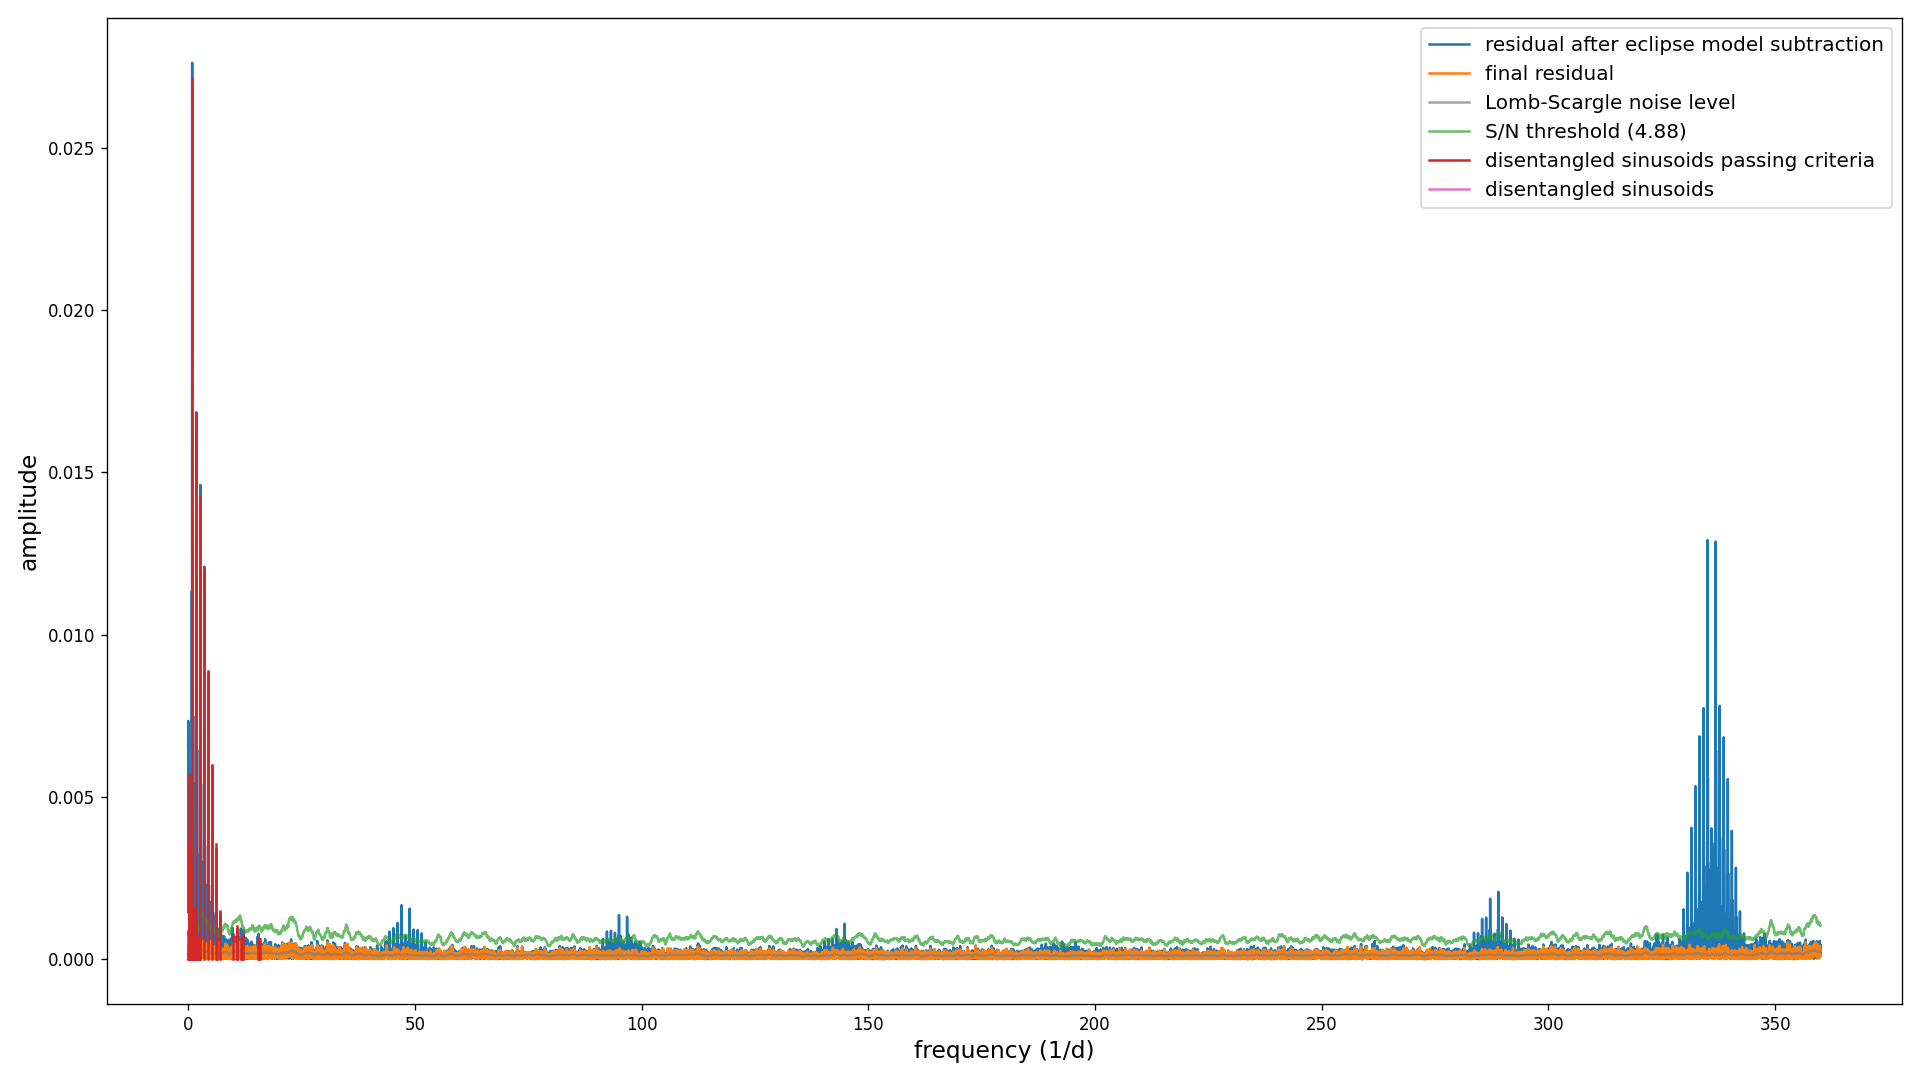 residual after eclipse model subtraction
final residual
Lomb-Scargle noise level
S/N threshold (4.88)
disentangled sinusoids passing criteria
disentangled sinusoids
0.025
0.020
0.015
0.010
0.005
0.000
amplitude
0 50 100 150 200 250 300 350
frequency (1/d)